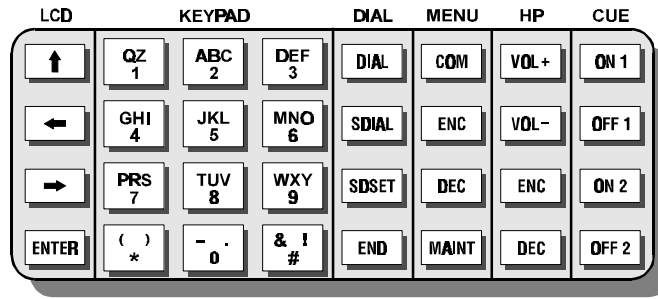 LCD KEYPAD DIAL MENU HP CUE
QZ ABC DEF
1 2 3 DIAL COM VOL+ ON 1
GHI JKL MNO
4 5 6 SDIAL ENC VOL- OFF 1
PRS TUV WXY
7 8 9 SDSET DEC ENC ON 2
( ) - . & !
ENTER * 0 # END MAINT DEC OFF 2